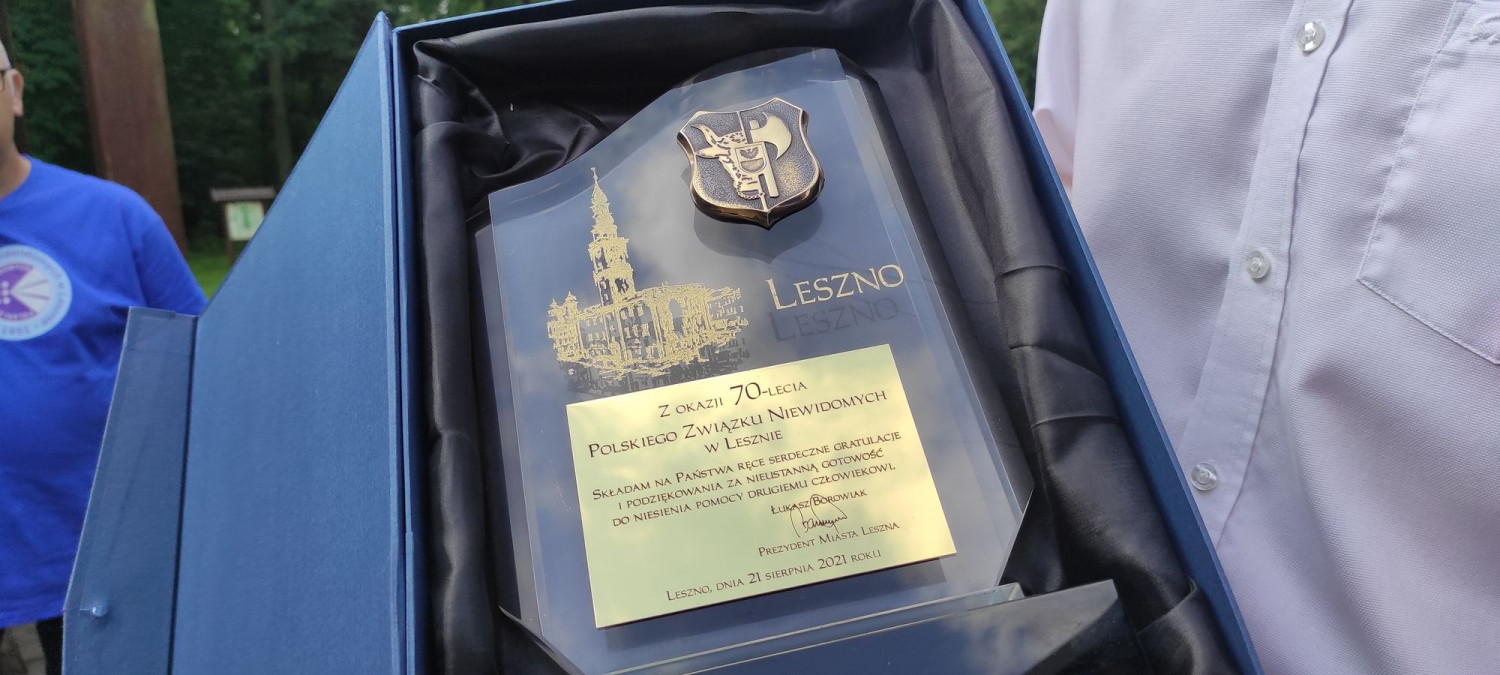 LESZNO
Z OKAZJI 70-LECIA
POLSKIEGO ZWIĄZKU NIEWIDOMYCH
W LESZNIE
SKŁADAM NA PAŃSTWA RĘCE SERDECZNE GRATULACJE
I PODZIĘKOWANIA ZA NIEUSTANNĄ GOTOWOŚĆ
DO NIESIENIA POMOCY DRUGIEMU CZŁOWIEKOWI.
ŁUKASZ BOROWIAK
PREZYDENT MIASTA LESZNA
LESZNO, DNIA 21 SIERPNIA 2021 ROKU